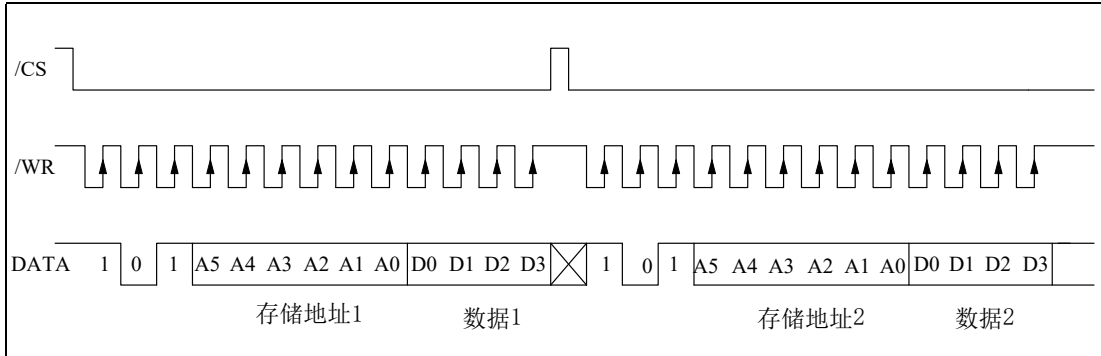 /CS
/WR
DATA 1 0 1 A5 A4 A3 A2 A1 A0 D0 D1 D2 D3 1 0 1 A5 A4 A3 A2 A1 A0 D0 D1 D2 D3
存储地址1 数据1 存储地址2 数据2